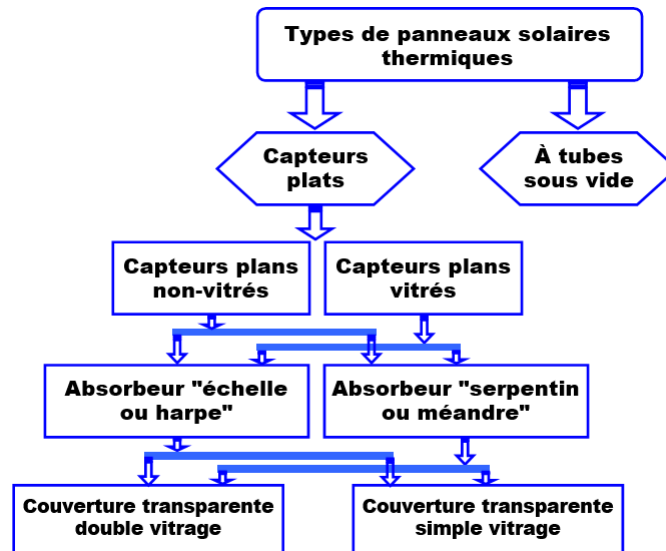 Types de panneaux solaires
thermiques
Capteurs
plats
À tubes
sous vide
Capteurs plans
non-vitrés
Capteurs plans
vitrés
Absorbeur "échelle
ou harpe"
Absorbeur "serpentin
ou méandre"
Couverture transparente
double vitrage
Couverture transparente
simple vitrage